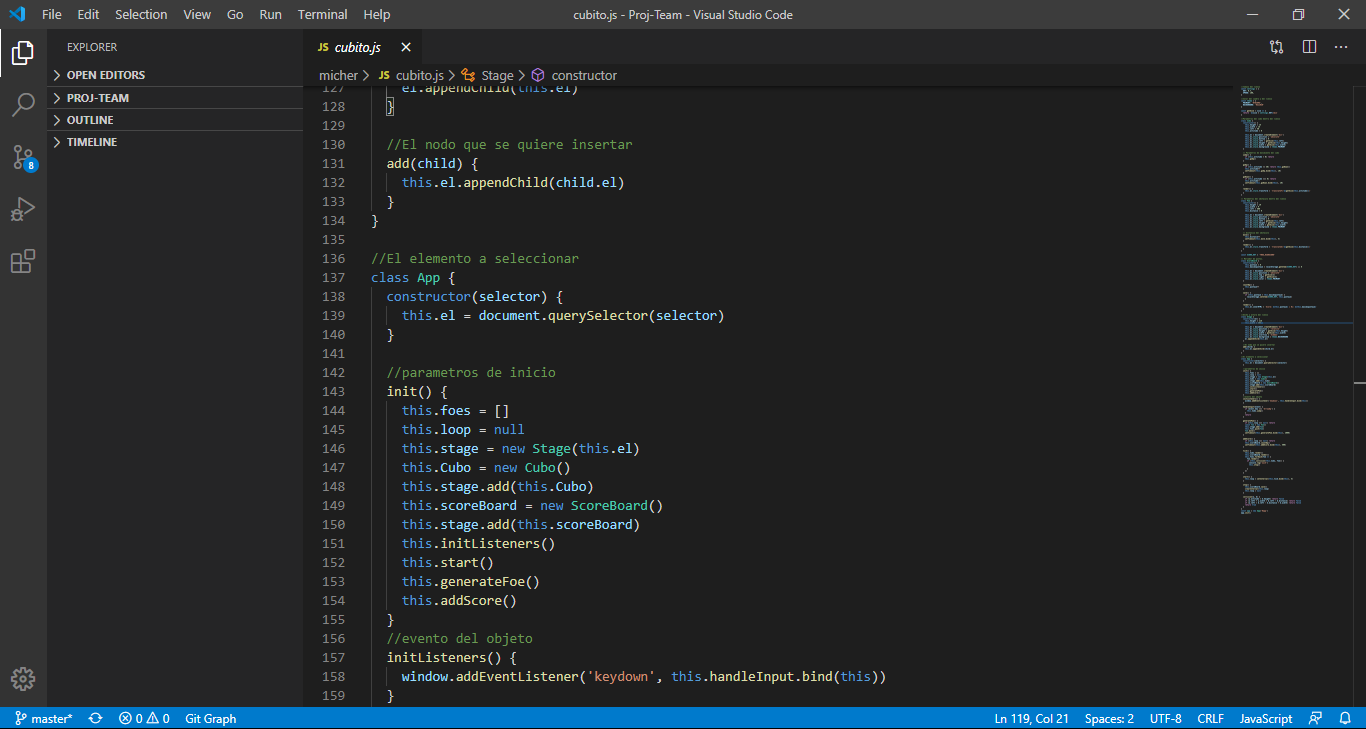 File Edit Selection View Go Run Terminal Help cubito.js - Proj-Team - Visual Studio Code
EXPLORER
OPEN EDITORS
PROJ-TEAM
OUTLINE
TIMELINE
8
JS cubito.js
micher > JS cubito.js > Stage > constructor
127 el.appendChild(this.el)
128 }
129
130 //El nodo que se quiere insertar
131 add(child) {
132 this.el.appendChild(child.el)
133 }
134 }
135
136 //El elemento a seleccionar
137 class App {
138 constructor(selector) {
139 this.el = document.querySelector(selector)
140 }
141
142 //parametros de inicio
143 init() {
144 this.foes = []
145 this.loop = null
146 this.stage = new Stage(this.el)
147 this.Cubo = new Cubo()
148 this.stage.add(this.Cubo)
149 this.scoreBoard = new ScoreBoard()
150 this.stage.add(this.scoreBoard)
151 this.initListeners()
152 this.start()
153 this.generateFoe()
154 this.addScore()
155 }
156 //evento del objeto
157 initListeners() {
158 window.addEventListener('keydown', this.handleInput.bind(this))
159 }
master* 0 0 Git Graph Ln 119, Col 21 Spaces: 2 UTF-8 CRLF JavaScript